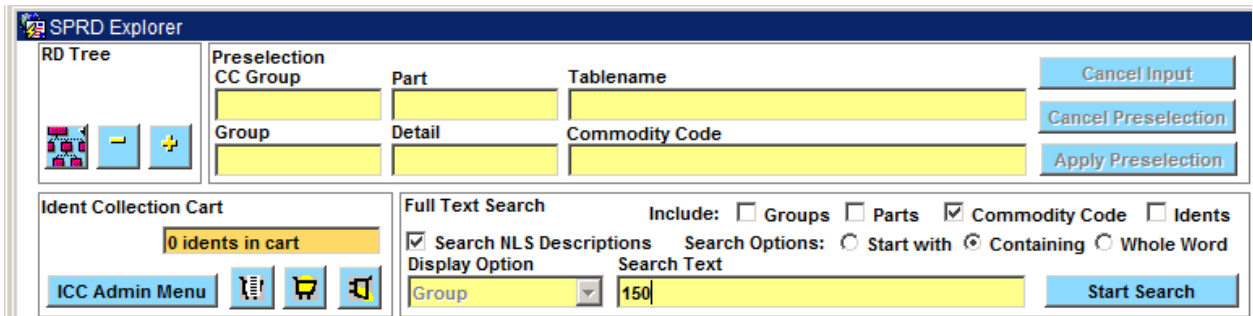 SPRD Explorer
RD Tree
Preselection
CC Group Part Tablename
Cancel Input
Cancel Preselection
Group Detail Commodity Code
Apply Preselection
Ident Collection Cart
0 idents in cart
ICC Admin Menu
Full Text Search Include: Groups Parts Commodity Code Idents
Search NLS Descriptions Search Options: Start with Containing Whole Word
Display Option Search Text
Group 150 Start Search